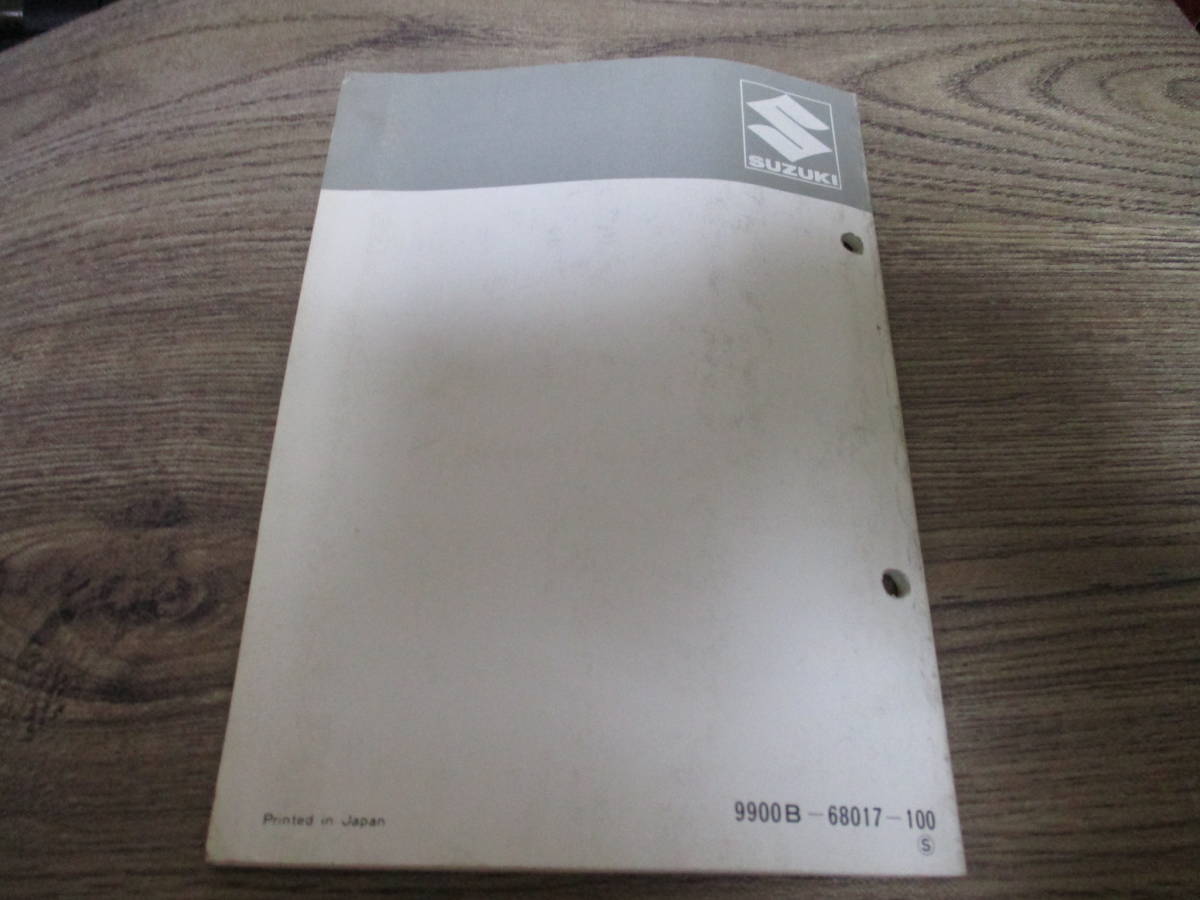 SUZUKI
Printed in Japan
9900B-68017-100
Ⓢ